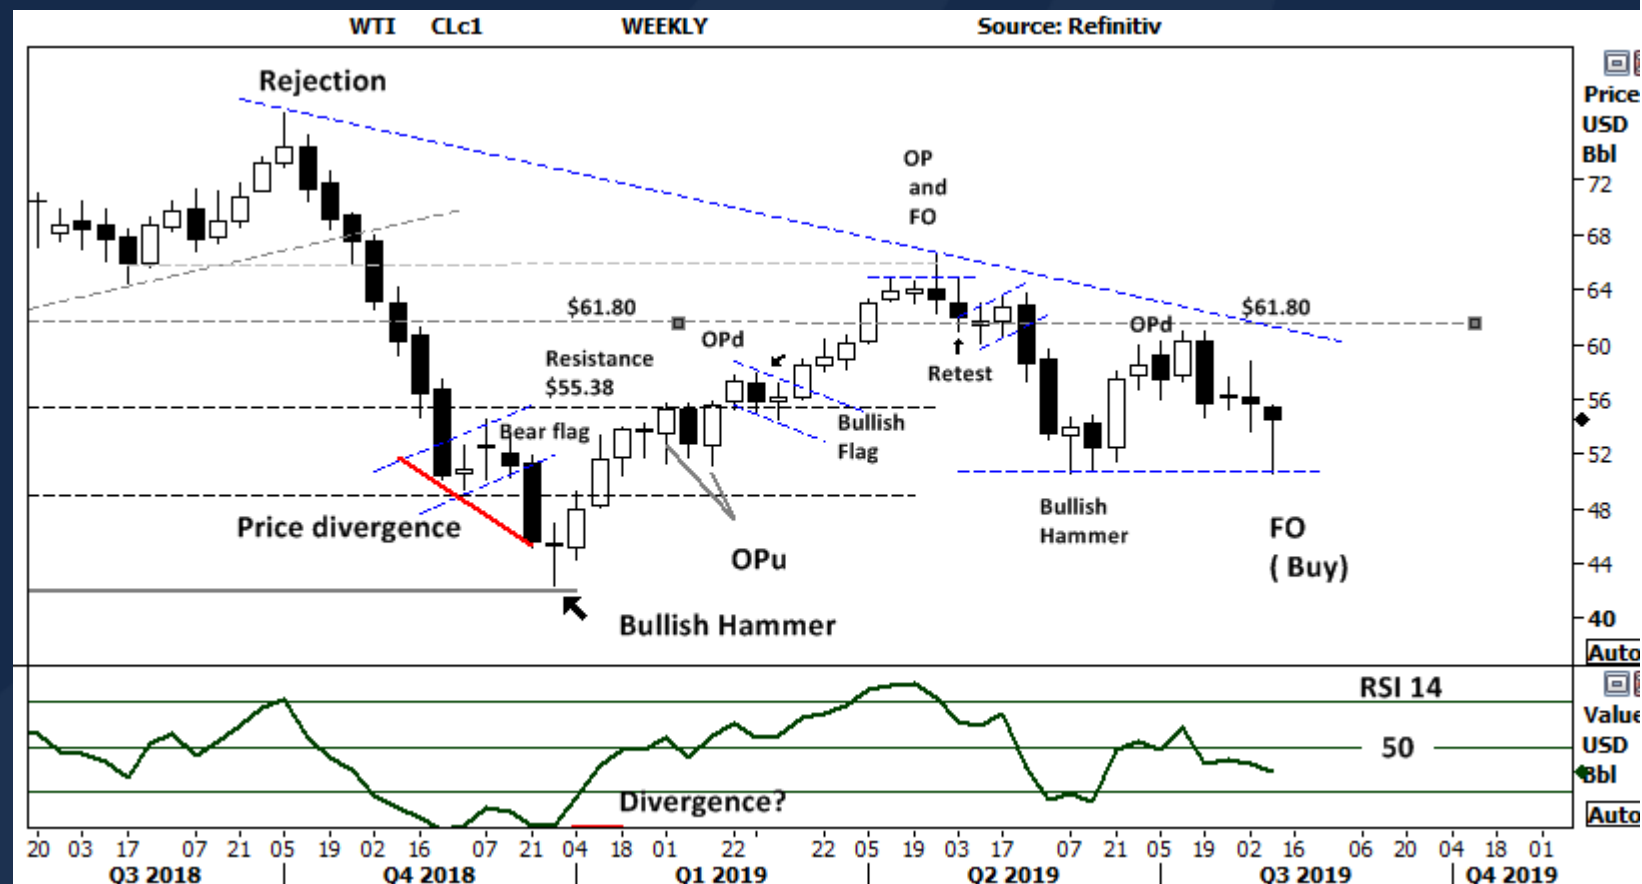 WTI CLc1 WEEKLY Source: Refinitiv
Rejection
Price
USD
Bbl
72
68
64
60
56
52
48
44
40
Auto
OP
and
FO
$61.80
$61.80
OPd
OPd
Resistance
$55.38
Retest
Bear flag
Bullish
Flag
Price divergence
OPu
Bullish
Hammer
FO
( Buy)
Bullish Hammer
RSI 14
Value
USD
Bbl
50
Divergence?
Auto
20 03 17 07 21 05 19 02 16 07 21 04 18 01 22 22 05 19 03 17 07 21 05 19 02 16 06 20 04 18 01
Q3 2018 Q4 2018 Q1 2019 Q2 2019 Q3 2019 Q4 2019